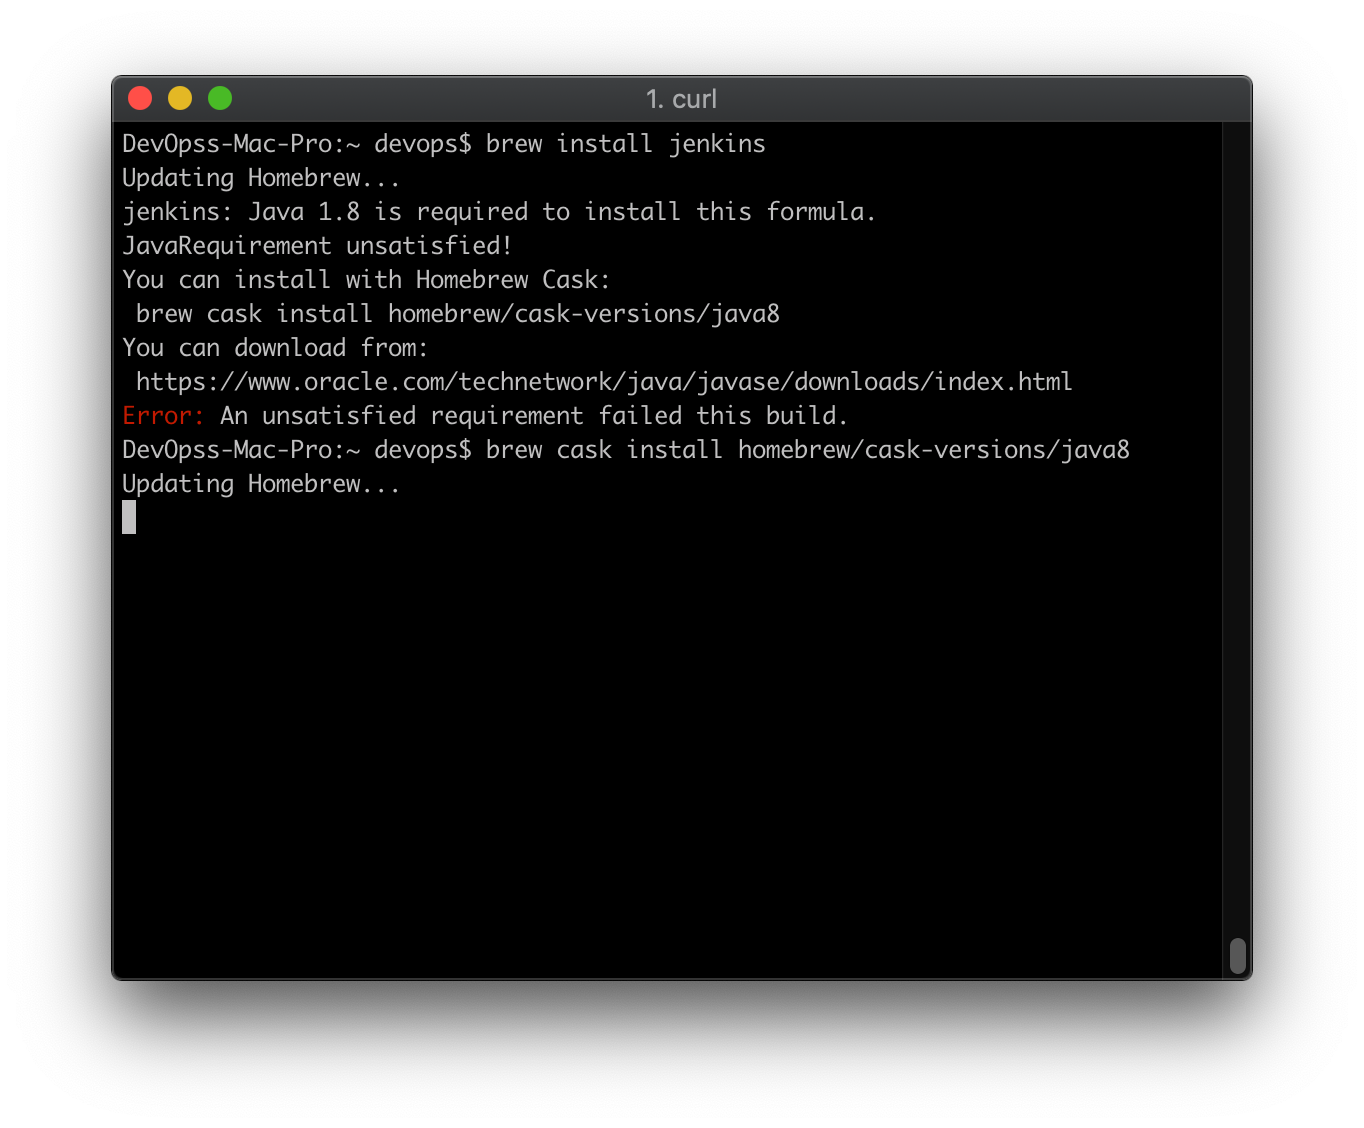 1. curl
DevOpss-Mac-Pro:~ devops$ brew install jenkins
Updating Homebrew...
jenkins: Java 1.8 is required to install this formula.
JavaRequirement unsatisfied!
You can install with Homebrew Cask:
 brew cask install homebrew/cask-versions/java8
You can download from:
 https://www.oracle.com/technetwork/java/javase/downloads/index.html
Error: An unsatisfied requirement failed this build.
DevOpss-Mac-Pro:~ devops$ brew cask install homebrew/cask-versions/java8
Updating Homebrew...